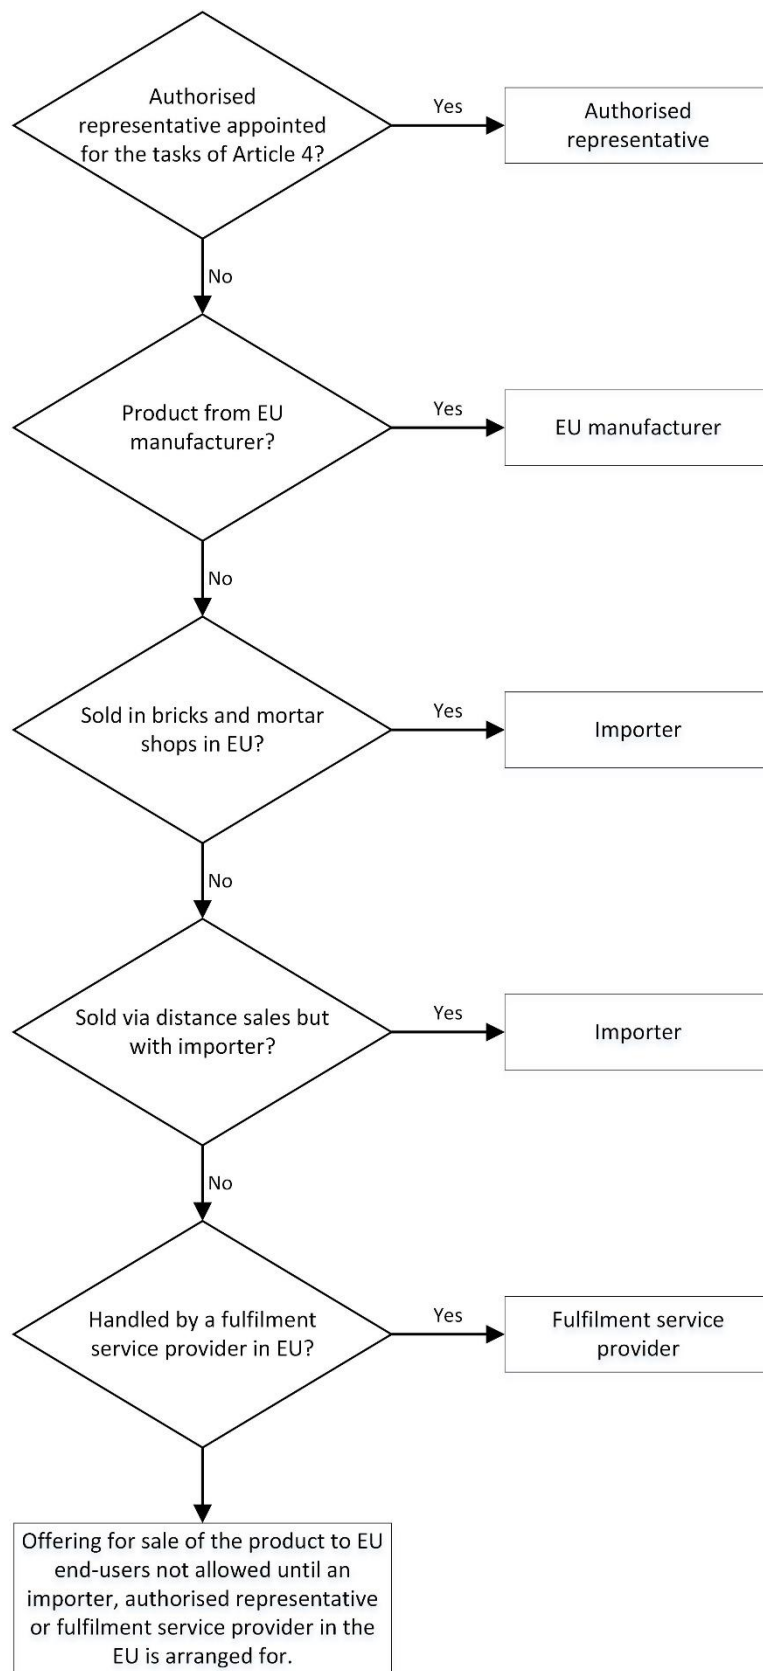 Authorised
representative appointed
for the tasks of Article 4?
Yes
Authorised
representative
No
Product from EU
manufacturer?
Yes
EU manufacturer
No
Sold in bricks and mortar
shops in EU?
Yes
Importer
No
Sold via distance sales but
with importer?
Yes
Importer
No
Handled by a fulfilment
service provider in EU?
Yes
Fulfilment service
provider
Offering for sale of the product to EU
end-users not allowed until an
importer, authorised representative
or fulfilment service provider in the
EU is arranged for.